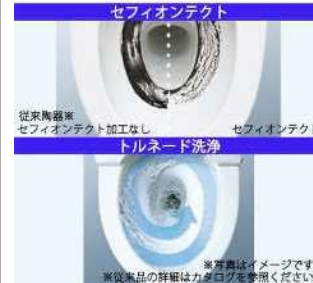 セフィオンテクト
従来陶器※
セフィオンテクト加工なし
セフィオンテクト
トルネード洗浄
※写真はイメージです
※従来品の詳細はカタログを参照ください